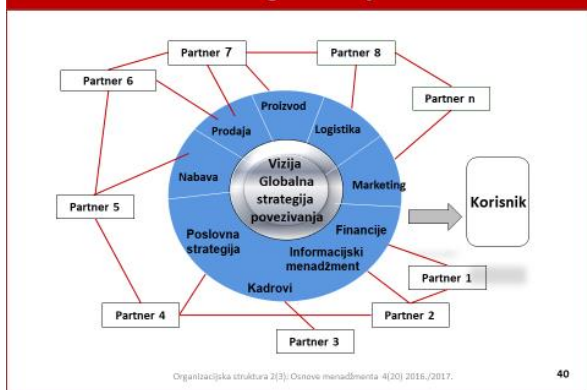 Partner 7
Partner 8
Partner 6
Partner n
Proizvod
Prodaja
Logistika
Nabava
Vizija
Globalna
strategija
povezivanja
Marketing
Korisnik
Partner 5
Poslovna
strategija
Financije
Informacijski
menadžment
Kadrovi
Partner 1
Partner 4
Partner 2
Partner 3
Organizacijska struktura 2(3): Osnove menadžmenta 4(20) 2016./2017.
40